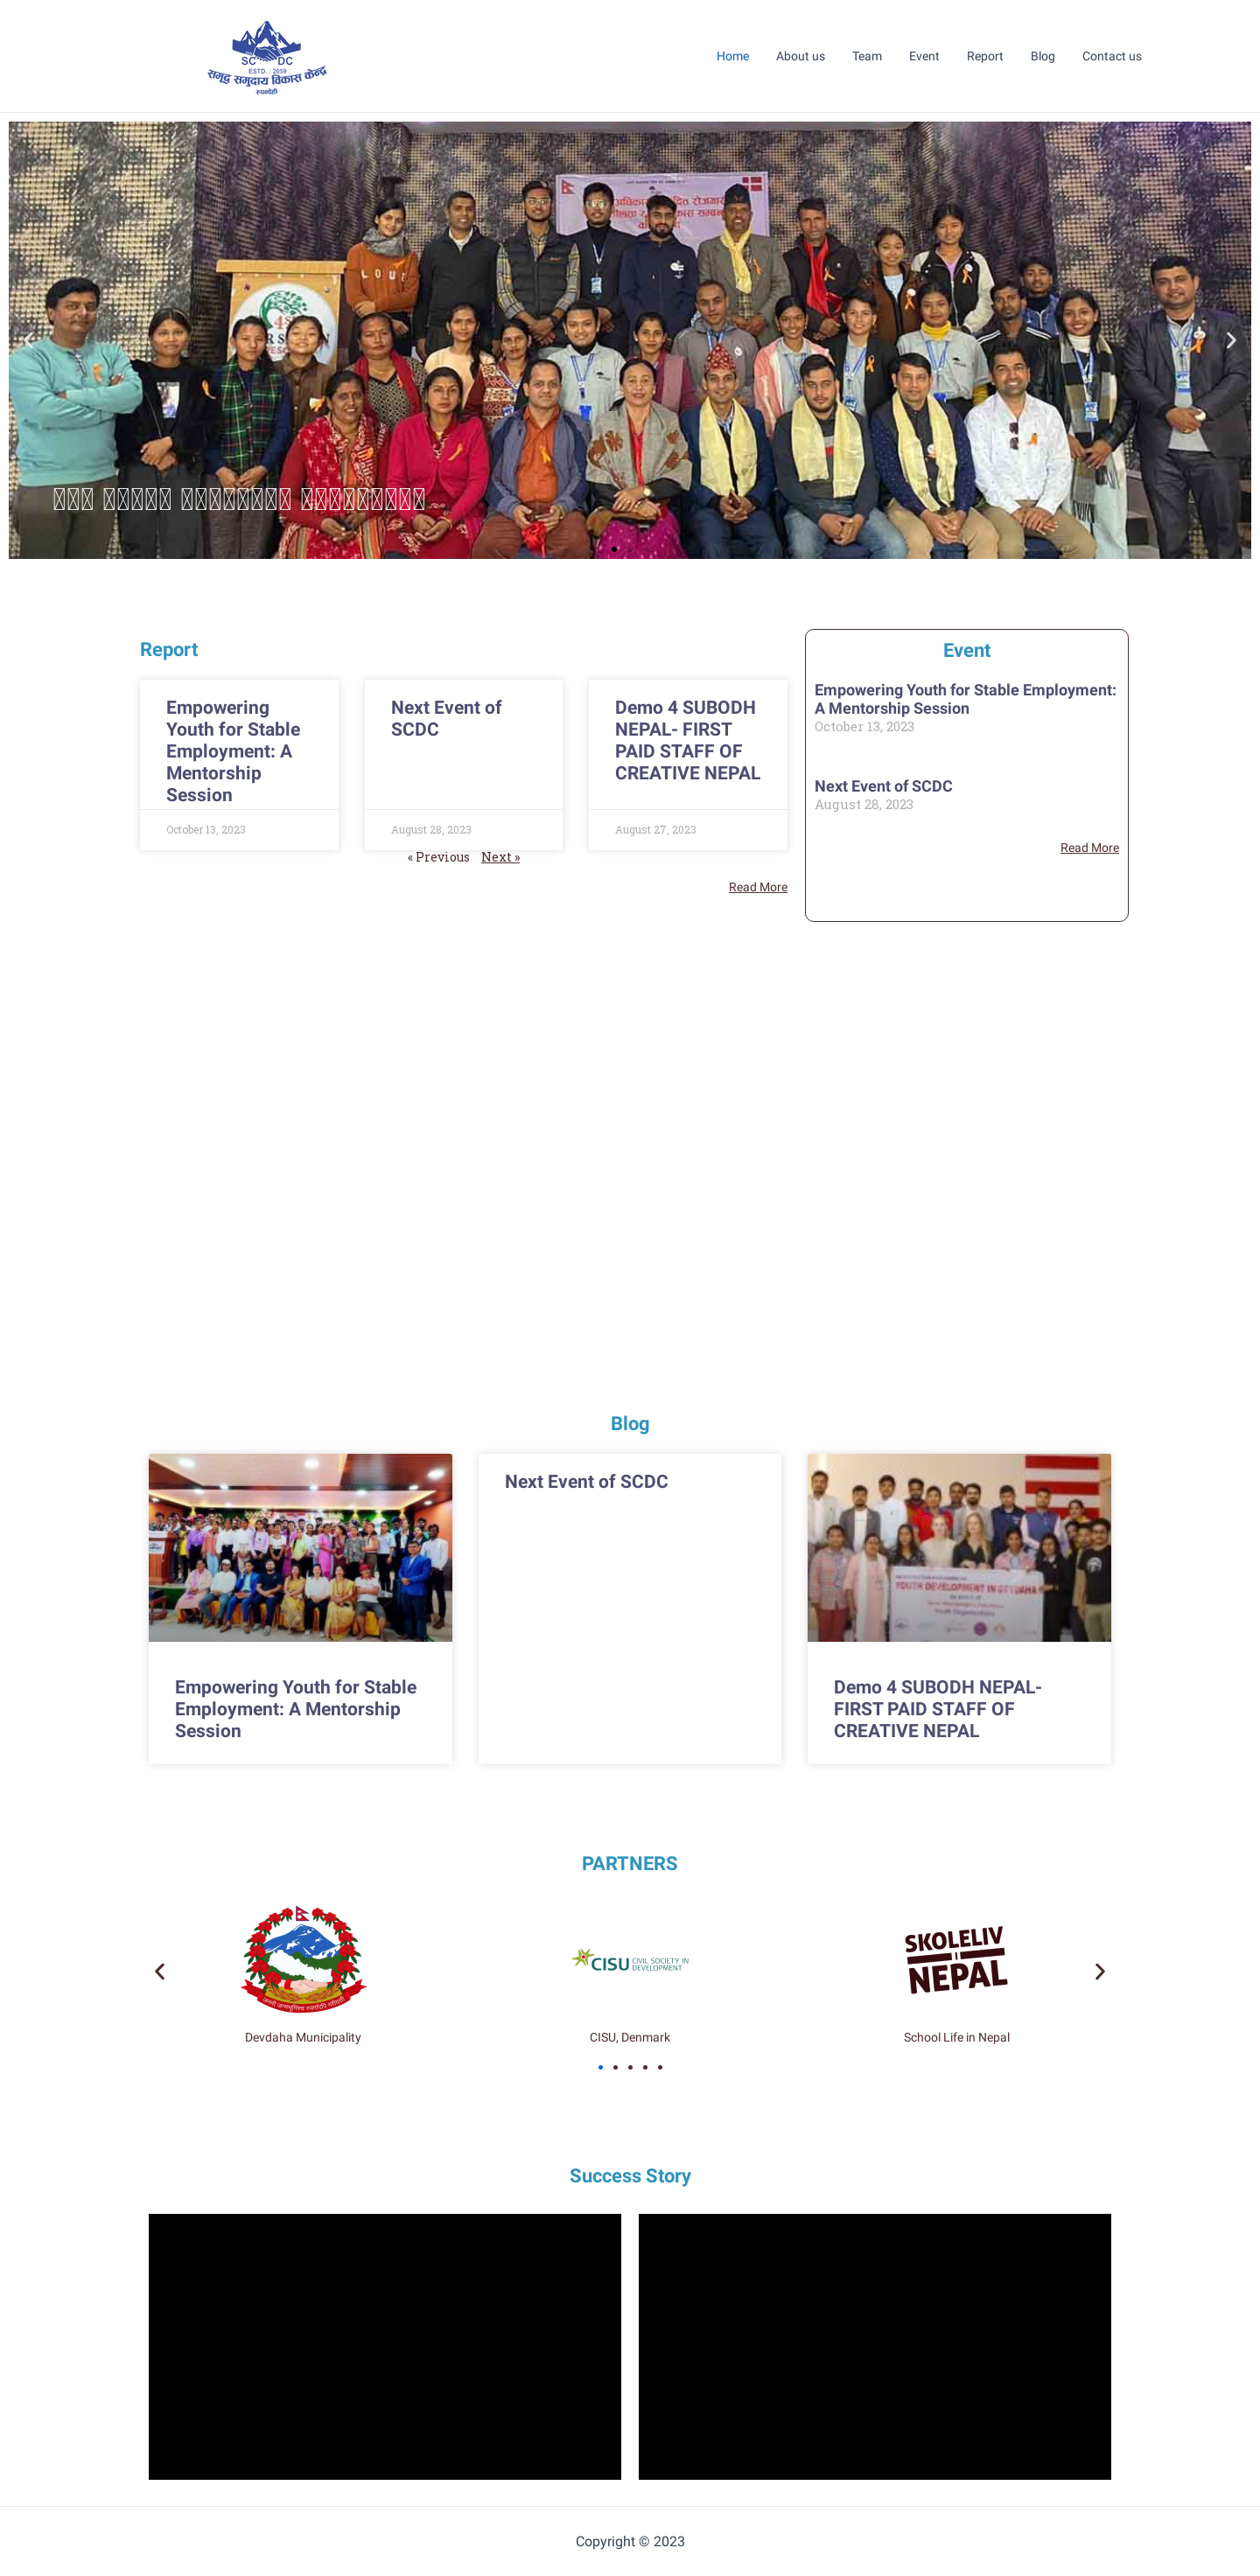 SC DC
ESTD. : 2059
समृद्ध समुदाय विकास केन्द्र
रुपन्देही
Home About us Team Event Report Blog Contact us
LOU
Report
Empowering
Youth for Stable
Employment: A
Mentorship
Session
October 13, 2023
Next Event of
SCDC
August 28, 2023
Demo 4 SUBODH
NEPAL- FIRST
PAID STAFF OF
CREATIVE NEPAL
August 27, 2023
« Previous Next »
Read More
Event
Empowering Youth for Stable Employment:
A Mentorship Session
October 13, 2023
Next Event of SCDC
August 28, 2023
Read More
Blog
Empowering Youth for Stable
Employment: A Mentorship
Session
Next Event of SCDC
YOUTH DEVELOPMENT IN DEVDAHA
Demo 4 SUBODH NEPAL-
FIRST PAID STAFF OF
CREATIVE NEPAL
PARTNERS
Devdaha Municipality
CISU CIVIL SOCIETY IN
DEVELOPMENT
CISU, Denmark
SKOLELIV
I
NEPAL
School Life in Nepal
Success Story
Copyright © 2023